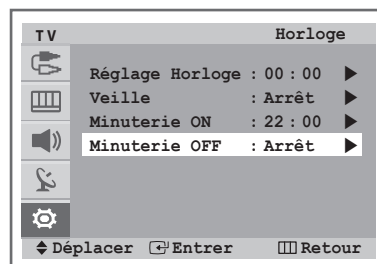 TV Horloge
Réglage Horloge : 00 : 00 ▶
Veille : Arrêt ▶
Minuterie ON : 22 : 00 ▶
Minuterie OFF : Arrêt ▶
Déplacer Entrer Retour